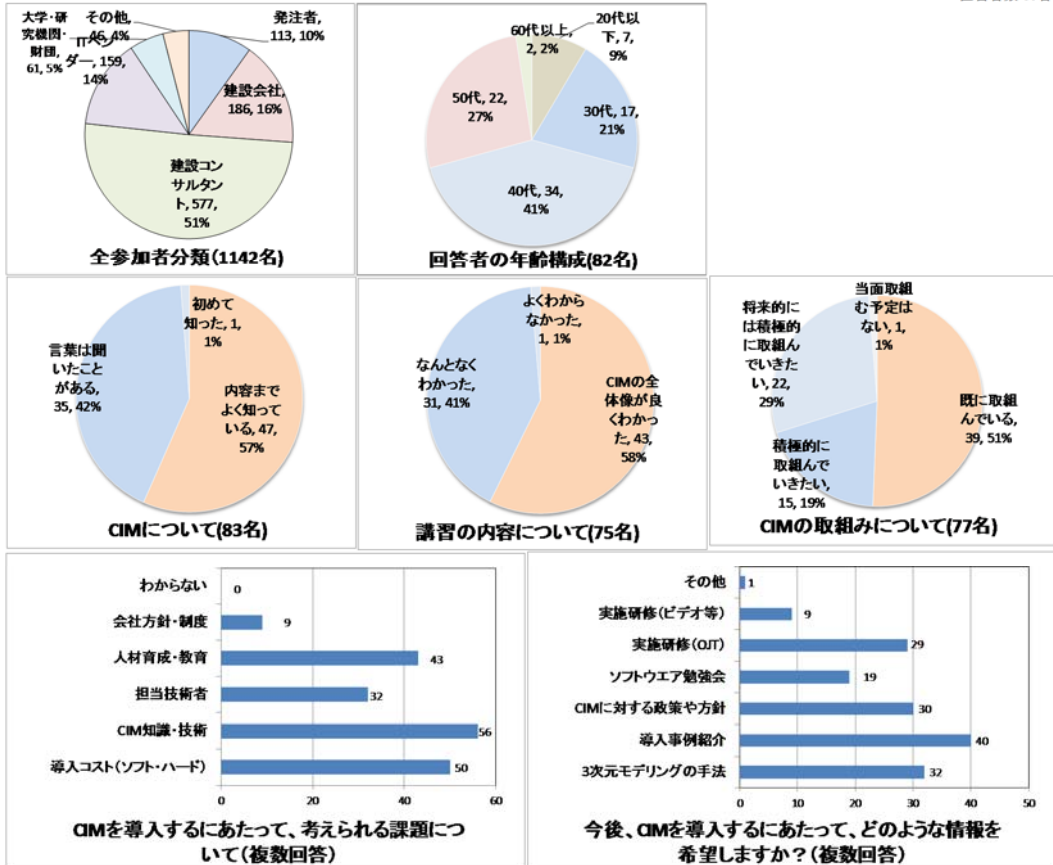 大学・研
究機関・
財団,
61, 5%
その他,
46, 4%
ITベン
ダー, 159,
14%
発注者,
113, 10%
建設会社,
186, 16%
建設コン
サルタン
ト, 577,
51%
全参加者分類(1142名)
60代以上,
2, 2%
20代以
下, 7,
9%
50代, 22,
27%
30代, 17,
21%
40代, 34,
41%
回答者の年齢構成(82名)
初めて
知った, 1,
1%
言葉は聞
いたこと
がある,
35, 42%
内容まで
よく知って
いる, 47,
57%
CIMについて(83名)
よくわから
なかった,
1, 1%
なんとなく
わかった,
31, 41%
CIMの全
体像が良
くわかっ
た, 43,
58%
講習の内容について(75名)
当面取組
む予定は
ない, 1,
1%
将来的に
は積極的
に取組ん
でいきた
い, 22,
29%
既に取組
んでいる,
39, 51%
積極的に
取組んで
いきたい,
15, 19%
CIMの取組みについて(77名)
わからない 0
会社方針・制度 9
人材育成・教育 43
担当技術者 32
CIM知識・技術 56
導入コスト(ソフト・ハード) 50
0 20 40 60
CIMを導入するにあたって、考えられる課題につ
いて(複数回答)
その他 1
実施研修(ビデオ等) 9
実施研修(OJT) 29
ソフトウエア勉強会 19
CIMに対する政策や方針 30
導入事例紹介 40
3次元モデリングの手法 32
0 10 20 30 40 50
今後、CIMを導入するにあたって、どのような情報を
希望しますか?(複数回答)